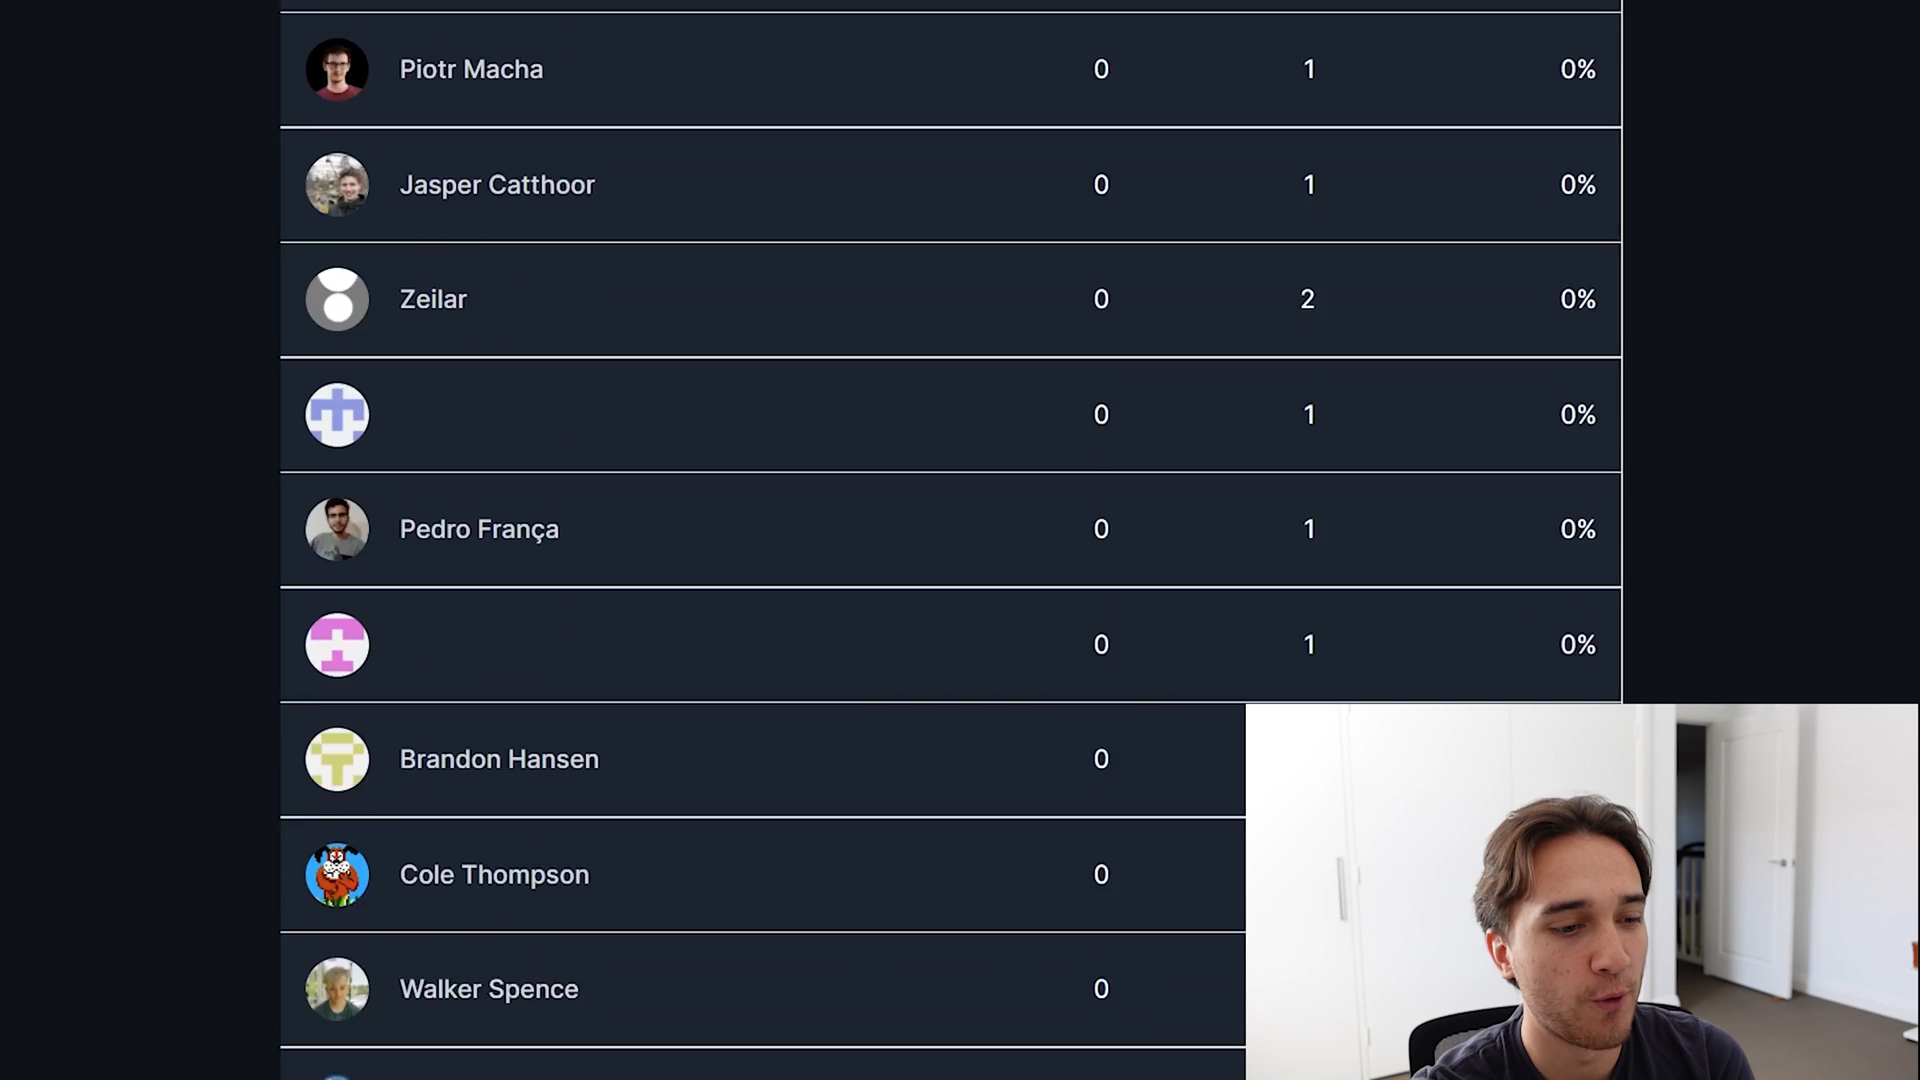 Piotr Macha 0 1 0%
Jasper Catthoor 0 1 0%
Zeilar 0 2 0%
0 1 0%
Pedro França 0 1 0%
0 1 0%
Brandon Hansen 0
Cole Thompson 0
Walker Spence 0